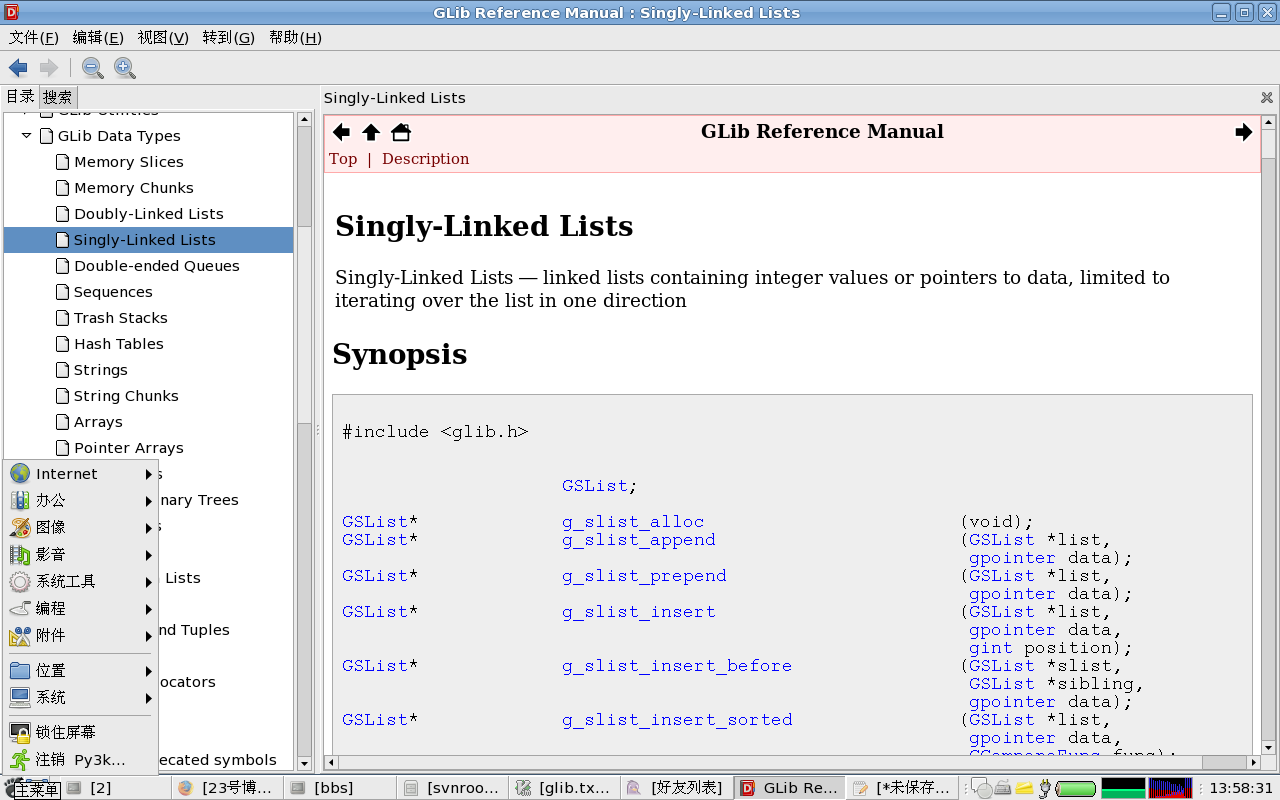 GLib Reference Manual : Singly-Linked Lists
文件(F) 编辑(E) 视图(V) 转到(G) 帮助(H)
目录 搜索
GLib Utilities
GLib Data Types
Memory Slices
Memory Chunks
Doubly-Linked Lists
Singly-Linked Lists
Double-ended Queues
Sequences
Trash Stacks
Hash Tables
Strings
String Chunks
Arrays
Pointer Arrays
s
nary Trees
s
Lists
nd Tuples
ocators
ecated symbols
Internet
办公
图像
影音
系统工具
编程
附件
位置
系统
锁住屏幕
注销 Py3k...
主菜单
Singly-Linked Lists
GLib Reference Manual
Top | Description
Singly-Linked Lists
Singly-Linked Lists — linked lists containing integer values or pointers to data, limited to
iterating over the list in one direction
Synopsis
#include <glib.h>
GSList;
GSList* g_slist_alloc (void);
GSList* g_slist_append (GSList *list,
gpointer data);
GSList* g_slist_prepend (GSList *list,
gpointer data);
GSList* g_slist_insert (GSList *list,
gpointer data,
gint position);
GSList* g_slist_insert_before (GSList *slist,
GSList *sibling,
gpointer data);
GSList* g_slist_insert_sorted (GSList *list,
gpointer data,
GCompareFunc func);
[2] [23号博... [bbs] [svnroo... [glib.tx... [好友列表] GLib Re... [*未保存... 13:58:31